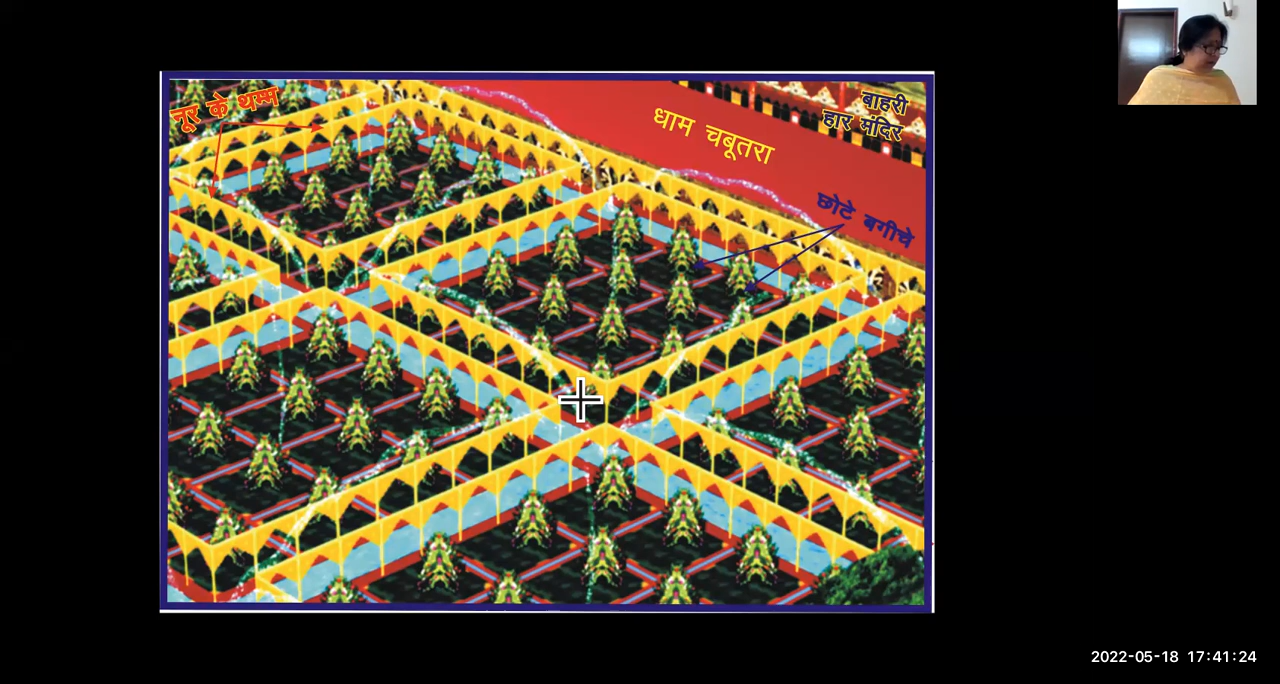 नूर के थम्भ
धाम चबूतरा
बाहरी
हार मंदिर
छोटे बगीचे
2022-05-18 17:41:24